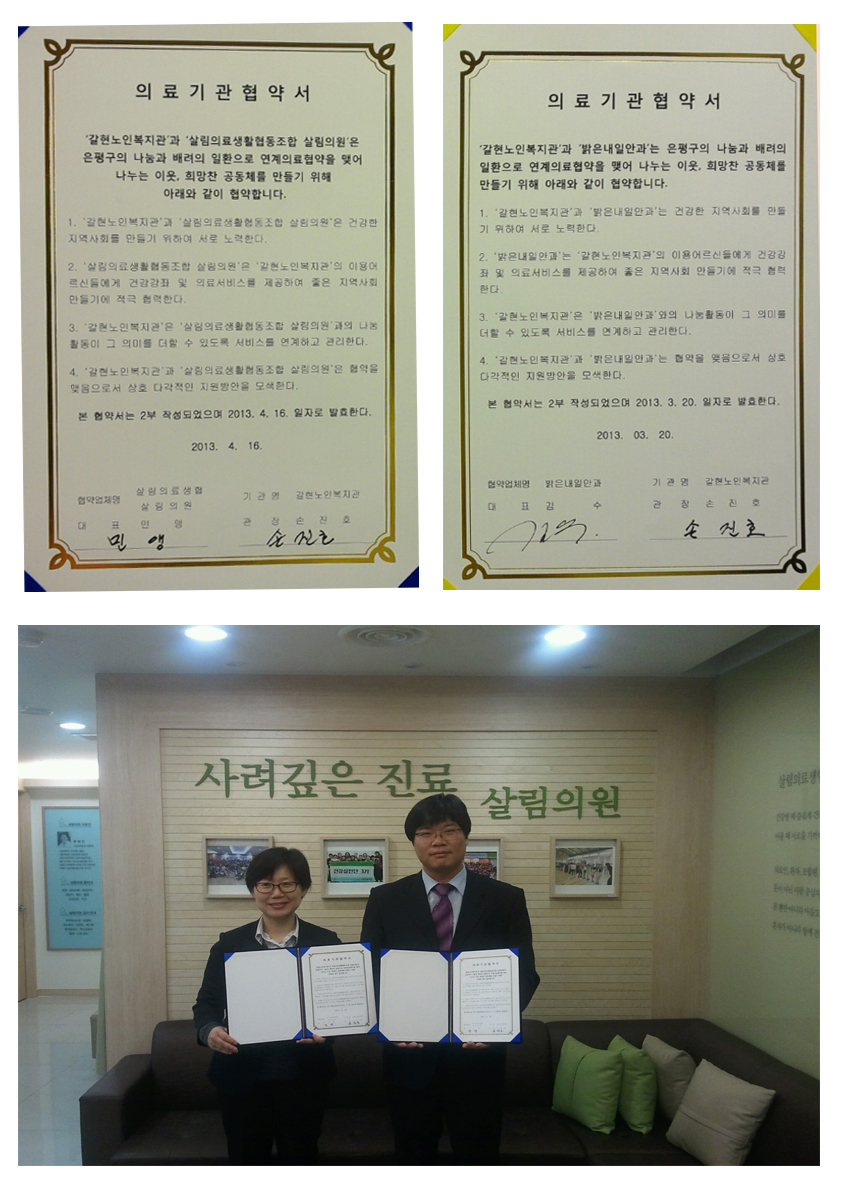 의료기관협약서
'갈현노인복지관'과 '살림의료생활협동조합 살림의원'은
은평구의 나눔과 배려의 일환으로 연계의료협약을 맺어
나누는 이웃, 희망찬 공동체를 만들기 위해
아래와 같이 협약합니다.
1. '갈현노인복지관'과 '살림의료생활협동조합 살림의원'은 건강한
지역사회를 만들기 위하여 서로 노력한다.
2. '살림의료생활협동조합 살림의원'은 '갈현노인복지관'의 이용어
르신들에게 건강강좌 및 의료서비스를 제공하여 좋은 지역사회
만들기에 적극 협력한다.
3. '갈현노인복지관'은 '살림의료생활협동조합 살림의원'과의 나눔
활동이 그 의미를 더할 수 있도록 서비스를 연계하고 관리한다.
4. '갈현노인복지관'과 '살림의료생활협동조합 살림의원'은 협약을
맺음으로서 상호 다각적인 지원방안을 모색한다.
본 협약서는 2부 작성되었으며 2013. 4. 16. 일자로 발효한다.
2013. 4. 16.
협약업체명 살림의료생협 살림의원 기관명 갈현노인복지관
대 표 민 앵 관 장 손 진 호
민 앵 손 진호
의료기관협약서
'갈현노인복지관'과 '밝은내일안과'는 은평구의 나눔과 배려의
일환으로 연계의료협약을 맺어 나누는 이웃, 희망찬 공동체를
만들기 위해 아래와 같이 협약합니다.
1. '갈현노인복지관'과 '밝은내일안과'는 건강한 지역사회를 만들
기 위하여 서로 노력한다.
2. '밝은내일안과'는 '갈현노인복지관'의 이용어르신들에게 건강강
좌 및 의료서비스를 제공하여 좋은 지역사회 만들기에 적극 협력
한다.
3. '갈현노인복지관'은 '밝은내일안과'와의 나눔활동이 그 의미를
더할 수 있도록 서비스를 연계하고 관리한다.
4. '갈현노인복지관'과 '밝은내일안과'는 협약을 맺음으로서 상호
다각적인 지원방안을 모색한다.
본 협약서는 2부 작성되었으며 2013. 3. 20. 일자로 발효한다.
2013. 03. 20.
협약업체명 밝은내일안과 기관명 갈현노인복지관
대 표 김 수 관 장 손 진 호
손 진호
사려깊은 진료
살림의원
의료기관협약서
의료기관협약서